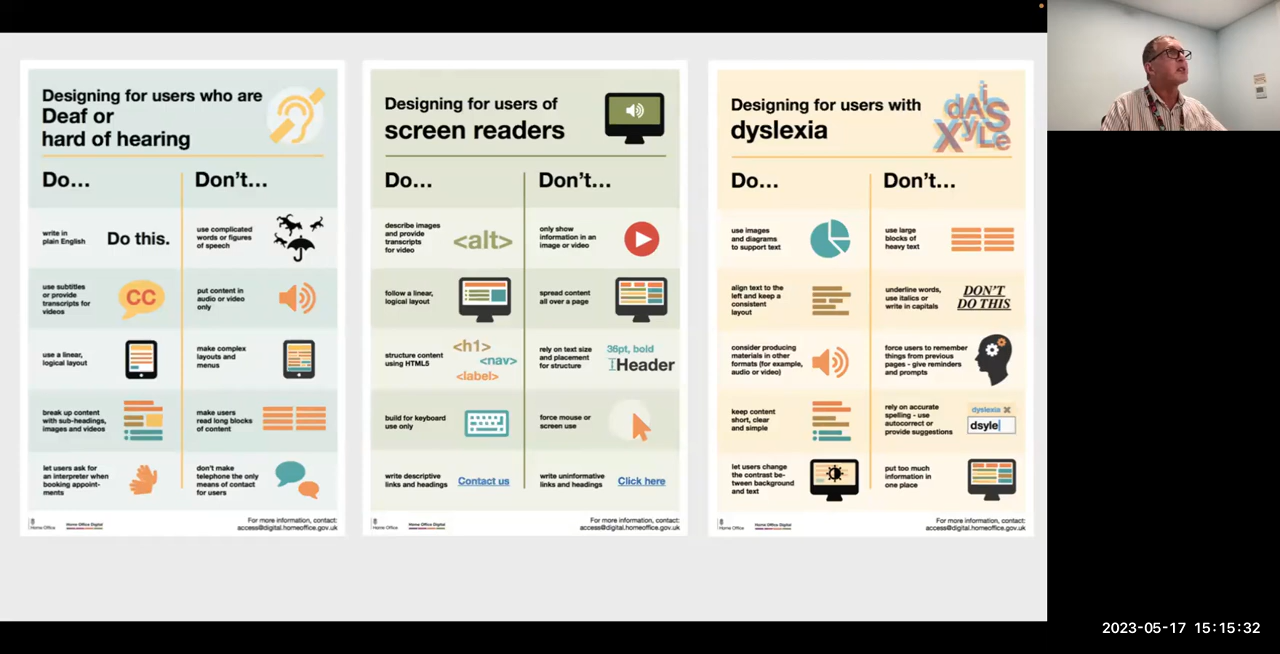 Designing for users who are
Deaf or
hard of hearing
Do...
Don't...
write in
plain English
Do this.
use complicated
words or figures
of speech
use subtitles
or provide
transcripts for
videos
CC
put content in
audio or video
only
use a linear,
logical layout
make complex
layouts and
menus
break up content
with sub-headings,
images and videos
make users
read long blocks
of content
let users ask for
an interpreter when
booking appoint-
ments
don't make
telephone the only
means of contact
for users
Home Office
Home Office Digital
For more information, contact:
access@digital.homeoffice.gov.uk
Designing for users of
screen readers
Do...
Don't...
describe images
and provide
transcripts
for video
<alt>
only show
information in an
image or video
follow a linear,
logical layout
spread content
all over a page
structure content
using HTML5
<h1>
<nav>
<label>
rely on text size
and placement
for structure
36pt, bold
Header
build for keyboard
use only
force mouse or
screen use
write descriptive
links and headings
Contact us
write uninformative
links and headings
Click here
Home Office
Home Office Digital
For more information, contact:
access@digital.homeoffice.gov.uk
Designing for users with
dyslexia
Do...
Don't...
use images
and diagrams
to support text
use large
blocks of
heavy text
align text to the
left and keep a
consistent
layout
underline words,
use italics or
write in capitals
DON'T
DO THIS
consider producing
materials in other
formats (for example,
audio or video)
force users to remember
things from previous
pages - give reminders
and prompts
keep content
short, clear
and simple
rely on accurate
spelling - use
autocorrect or
provide suggestions
dyslexia
dsyle
let users change
the contrast be-
tween background
and text
put too much
information in
one place
Home Office
Home Office Digital
For more information, contact:
access@digital.homeoffice.gov.uk
2023-05-17 15:15:32